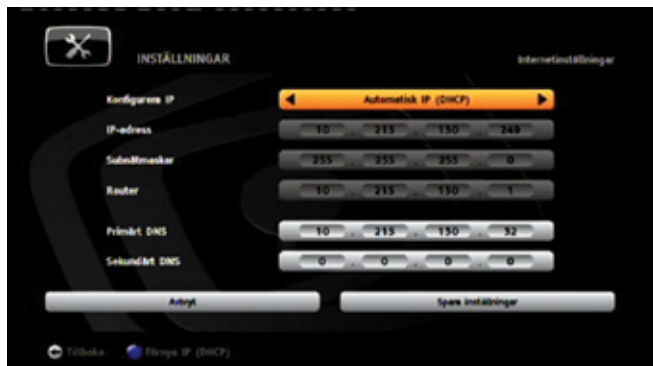 INSTÄLLNINGAR
Internetinställningar
Konfigurera IP
Automatisk IP (DHCP)
IP-adress 10 . 215 . 150 . 249
Subnätmaskar 255 . 255 . 255 . 0
Router 10 . 215 . 150 . 1
Primärt DNS 10 . 215 . 150 . 32
Sekundärt DNS 0 . 0 . 0 . 0
Avbryt
Spara inställningar
Tillbaka
Förnya IP (DHCP)